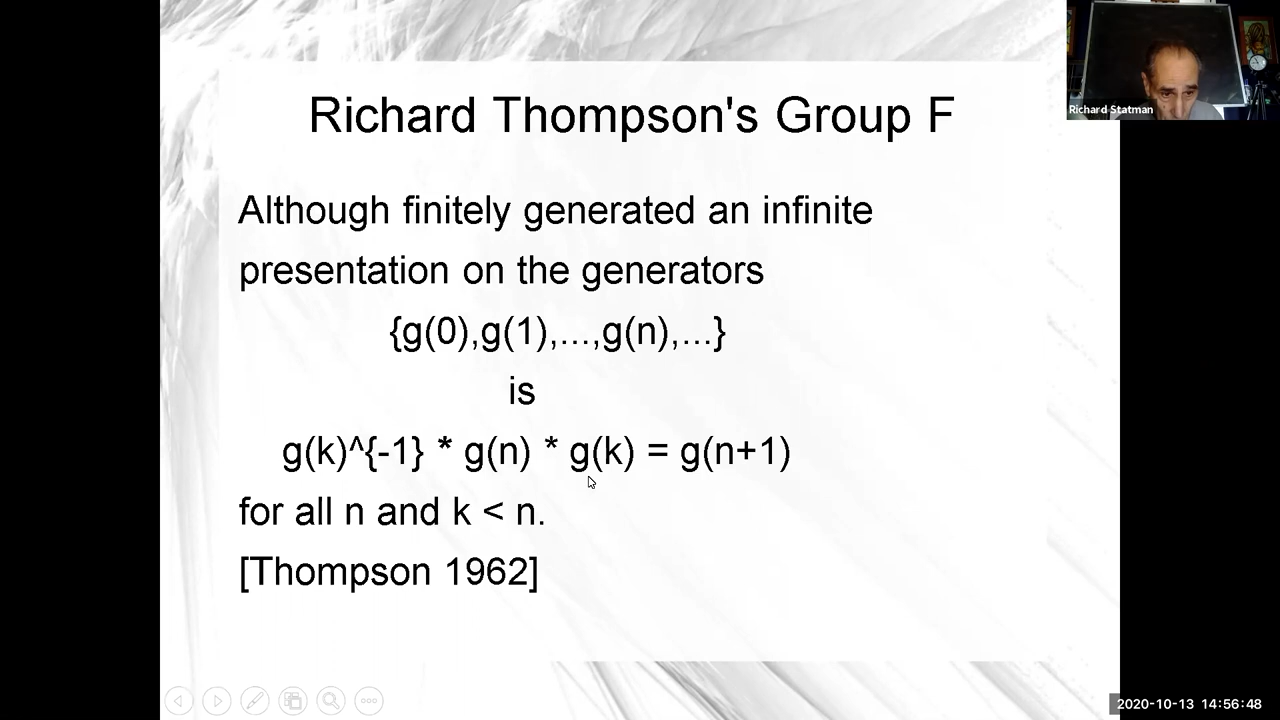 Richard Thompson's Group F
Richard Statman
Although finitely generated an infinite
presentation on the generators
{g(0),g(1),...,g(n),...}
is
g(k)^{-1} * g(n) * g(k) = g(n+1)
for all n and k < n.
[Thompson 1962]
2020-10-13 14:56:48